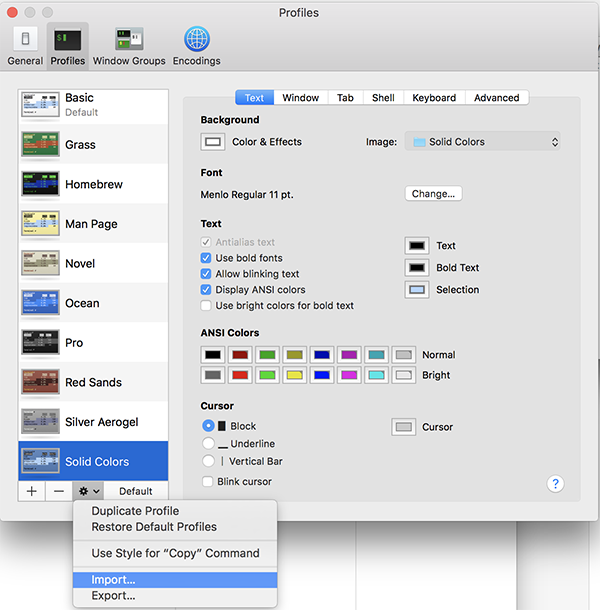 Profiles
General
Profiles
Window Groups
Encodings
Basic
Default
Grass
Homebrew
Man Page
Novel
Ocean
Pro
Red Sands
Silver Aerogel
Solid Colors
+ − Default
Text Window Tab Shell Keyboard Advanced
Background
Color & Effects Image: Solid Colors
Font
Menlo Regular 11 pt. Change...
Text
Antialias text Text
Use bold fonts
Allow blinking text Bold Text
Display ANSI colors Selection
Use bright colors for bold text
ANSI Colors
Normal
Bright
Cursor
Block Cursor
Underline
Vertical Bar
Blink cursor
?
Duplicate Profile
Restore Default Profiles
Use Style for “Copy” Command
Import...
Export...